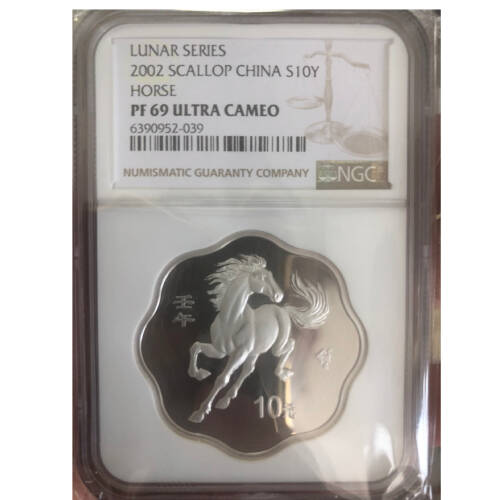 LUNAR SERIES
2002 SCALLOP CHINA S10Y
HORSE
PF 69 ULTRA CAMEO
6390952-039
NUMISMATIC GUARANTY COMPANY
NGC
壬午
10元